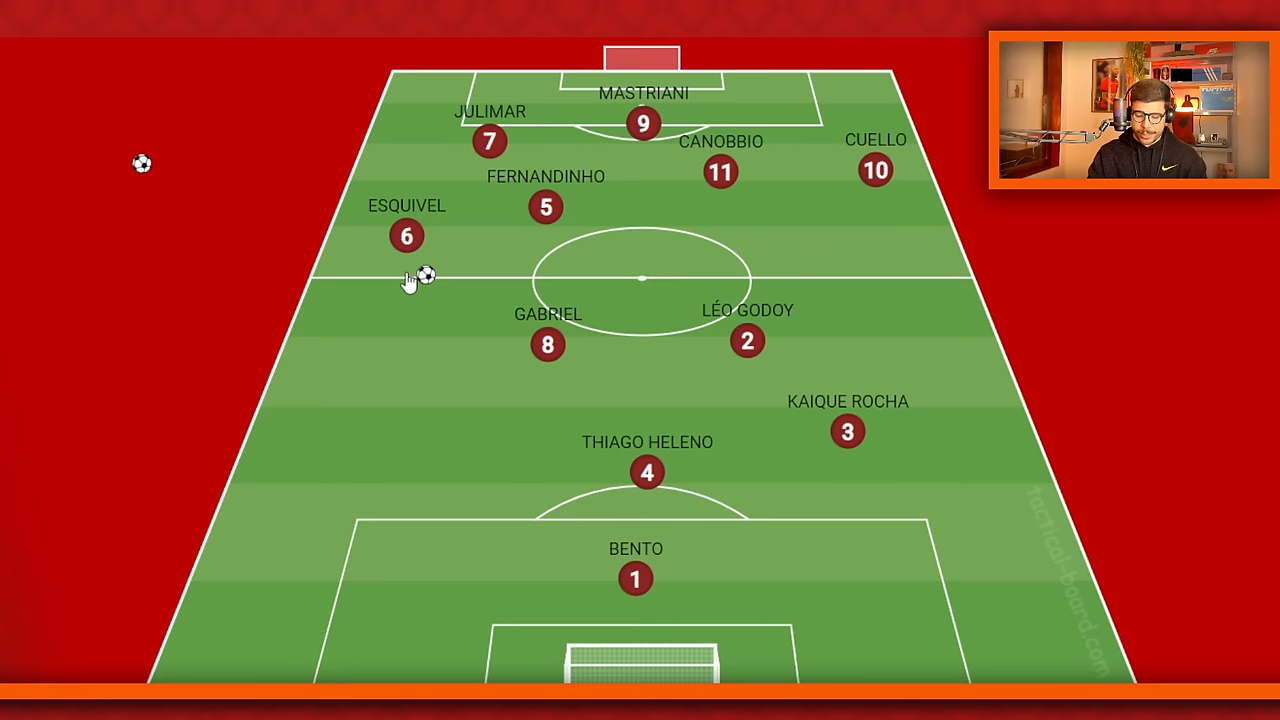 MASTRIANI
9
JULIMAR
7
CANOBBIO
11
CUELLO
10
FERNANDINHO
5
ESQUIVEL
6
GABRIEL
8
LÉO GODOY
2
KAIQUE ROCHA
3
THIAGO HELENO
4
BENTO
1
tactical-board.com